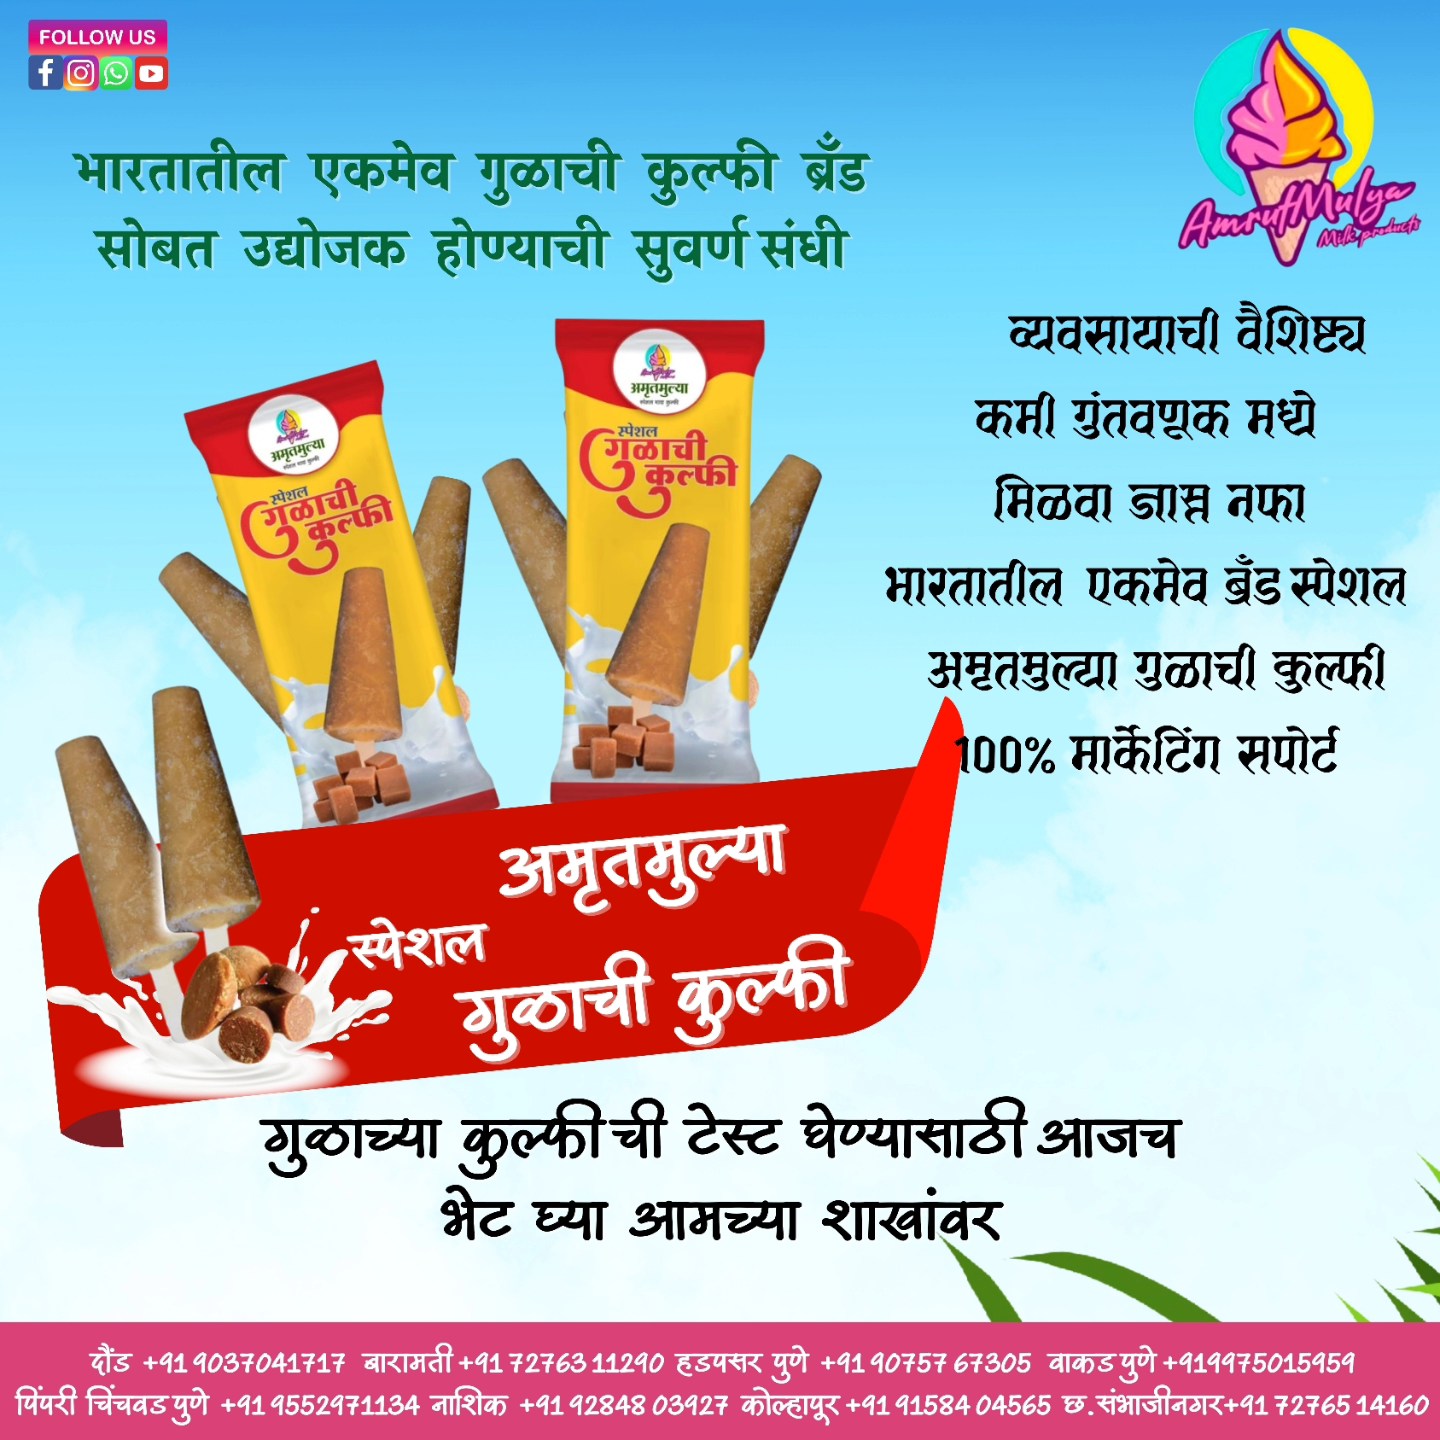 FOLLOW US
AmrutMulya
Milk products
भारतातील एकमेव गुळाची कुल्फी ब्रँड
सोबत उद्योजक होण्याची सुवर्ण संधी
व्यवसायाची वैशिष्ट्य
कमी गुंतवणूक मध्ये
मिळवा जास्त नफा
भारतातील एकमेव ब्रँड स्पेशल
अमृतमुल्या गुळाची कुल्फी
100% मार्केटिंग सपोर्ट
अमृतमुल्या
स्पेशल
गुळाची
कुल्फी
अमृतमुल्या
स्पेशल
गुळाची
कुल्फी
अमृतमुल्या
स्पेशल
गुळाची कुल्फी
गुळाच्या कुल्फीची टेस्ट घेण्यासाठी आजच
भेट घ्या आमच्या शाखांवर
दौंड +91 9037041717 बारामती +91 72763 11290 हडपसर पुणे +91 90757 67305 वाकड पुणे +919975015959
पिंपरी चिंचवड पुणे +91 9552971134 नाशिक +91 92848 03927 कोल्हापूर +91 91584 04565 छ.संभाजीनगर+91 72765 14160